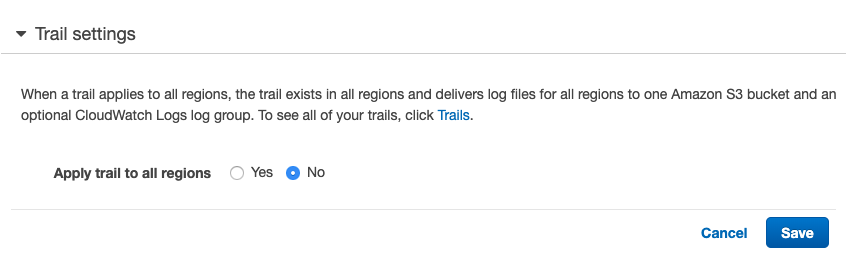 Trail settings
When a trail applies to all regions, the trail exists in all regions and delivers log files for all regions to one Amazon S3 bucket and an
optional CloudWatch Logs log group. To see all of your trails, click Trails.
Apply trail to all regions Yes No
Cancel Save